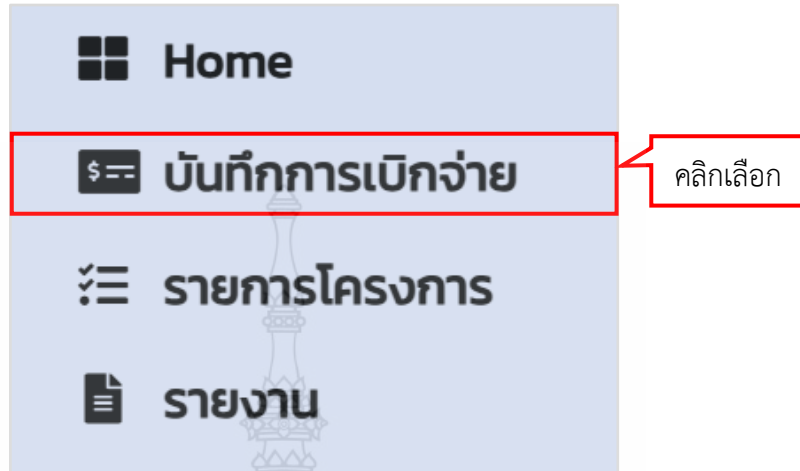 Home
บันทึกการเบิกจ่าย
คลิกเลือก
รายการโครงการ
รายงาน